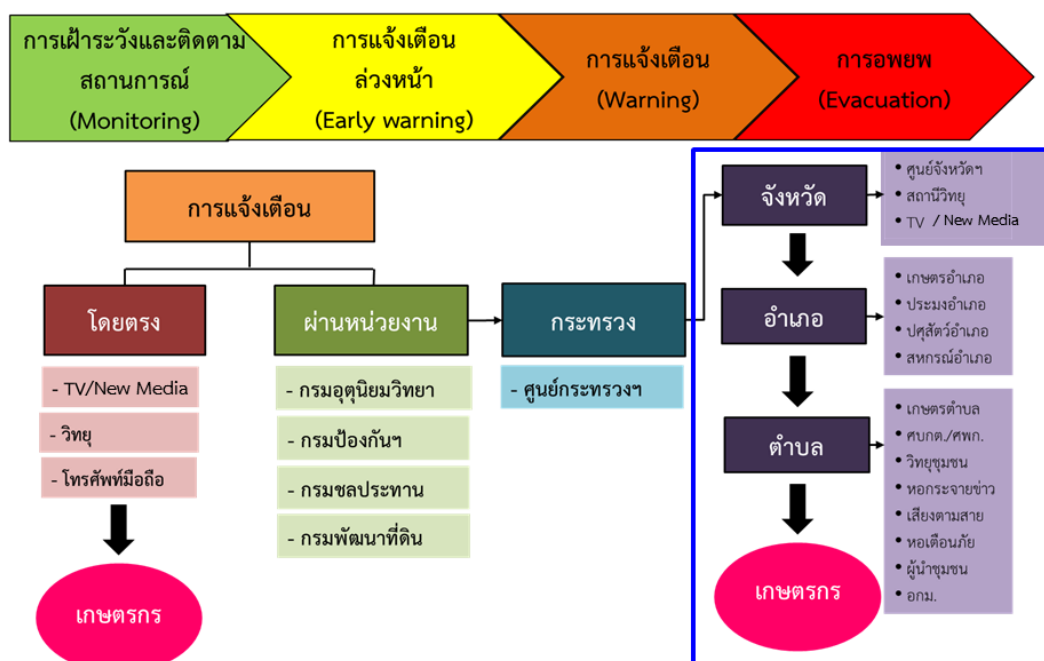 การเฝ้าระวังและติดตาม
สถานการณ์
(Monitoring)
การแจ้งเตือน
ล่วงหน้า
(Early warning)
การแจ้งเตือน
(Warning)
การอพยพ
(Evacuation)
การแจ้งเตือน
โดยตรง
- TV/New Media
- วิทยุ
- โทรศัพท์มือถือ
เกษตรกร
ผ่านหน่วยงาน
- กรมอุตุนิยมวิทยา
- กรมป้องกันฯ
- กรมชลประทาน
- กรมพัฒนาที่ดิน
กระทรวง
- ศูนย์กระทรวงฯ
จังหวัด
• ศูนย์จังหวัดฯ
• สถานีวิทยุ
• TV / New Media
อำเภอ
• เกษตรอำเภอ
• ประมงอำเภอ
• ปศุสัตว์อำเภอ
• สหกรณ์อำเภอ
ตำบล
• เกษตรตำบล
• ศบกต./ศพก.
• วิทยุชุมชน
• หอกระจายข่าว
• เสียงตามสาย
• หอเตือนภัย
• ผู้นำชุมชน
• อกม.
เกษตรกร